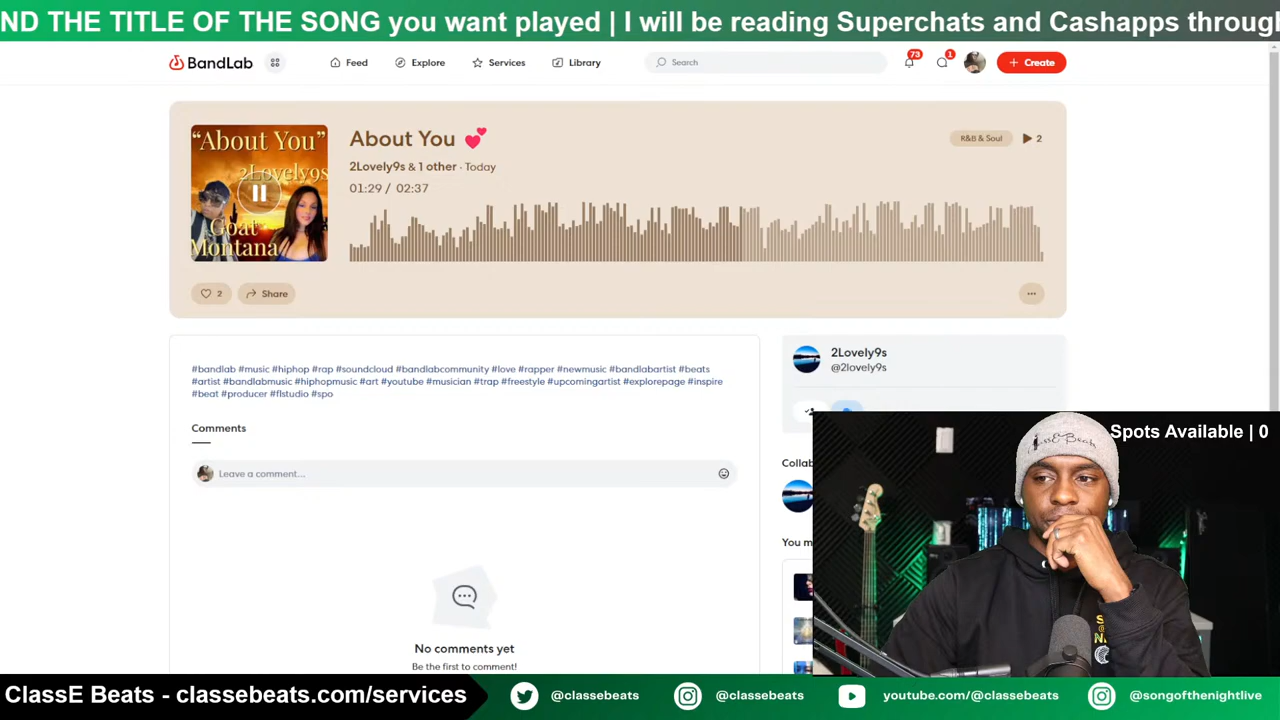 ND THE TITLE OF THE SONG you want played | I will be reading Superchats and Cashapps throug
BandLab
Feed
Explore
Services
Library
Search
73
1
+ Create
"About You"
2Lovely9s
Goat
Montana
About You 💕
R&B & Soul
2
2Lovely9s & 1 other · Today
01:29 / 02:37
2
Share
#bandlab #music #hiphop #rap #soundcloud #bandlabcommunity #love #rapper #newmusic #bandlabartist #beats
#artist #bandlabmusic #hiphopmusic #art #youtube #musician #trap #freestyle #upcomingartist #explorepage #inspire
#beat #producer #flstudio #spo
Comments
Leave a comment...
No comments yet
Be the first to comment!
2Lovely9s
@2lovely9s
Collab
You m
Spots Available | 0
ClassE Beats - classebeats.com/services
@classebeats
@classebeats
youtube.com/@classebeats
@songofthenightlive